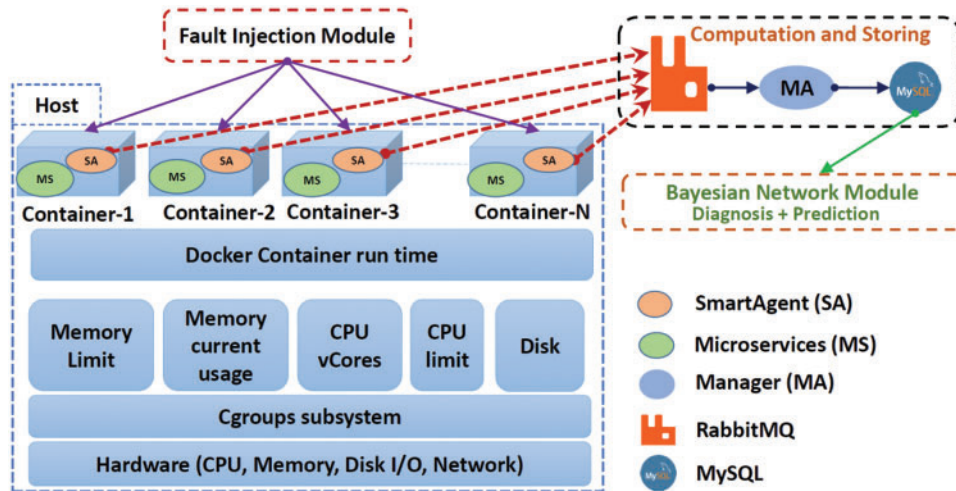 Fault Injection Module
Computation and Storing
MA
MySQL
Host
SA
SA
SA
SA
MS
MS
MS
MS
Container-1
Container-2
Container-3
Container-N
Bayesian Network Module
Diagnosis + Prediction
Docker Container run time
Memory
Limit
Memory
current
usage
CPU
vCores
CPU
limit
Disk
Cgroups subsystem
Hardware (CPU, Memory, Disk I/O, Network)
SmartAgent (SA)
Microservices (MS)
Manager (MA)
RabbitMQ
MySQL
MySQL